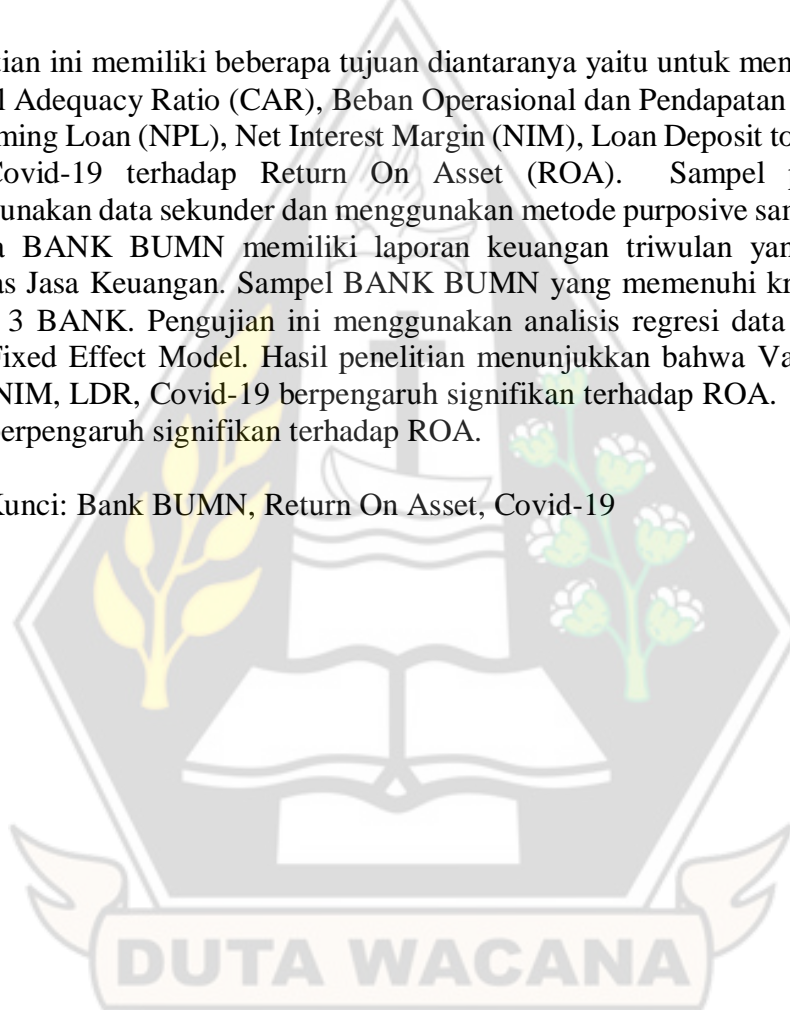 tian ini memiliki beberapa tujuan diantaranya yaitu untuk men
l Adequacy Ratio (CAR), Beban Operasional dan Pendapatan
ming Loan (NPL), Net Interest Margin (NIM), Loan Deposit to
Covid-19 terhadap Return On Asset (ROA). Sampel p
unakan data sekunder dan menggunakan metode purposive sam
a BANK BUMN memiliki laporan keuangan triwulan yan
as Jasa Keuangan. Sampel BANK BUMN yang memenuhi kr
3 BANK. Pengujian ini menggunakan analisis regresi data
Fixed Effect Model. Hasil penelitian menunjukkan bahwa Va
NIM, LDR, Covid-19 berpengaruh signifikan terhadap ROA.
berpengaruh signifikan terhadap ROA.
Kunci: Bank BUMN, Return On Asset, Covid-19
DUTA WACANA